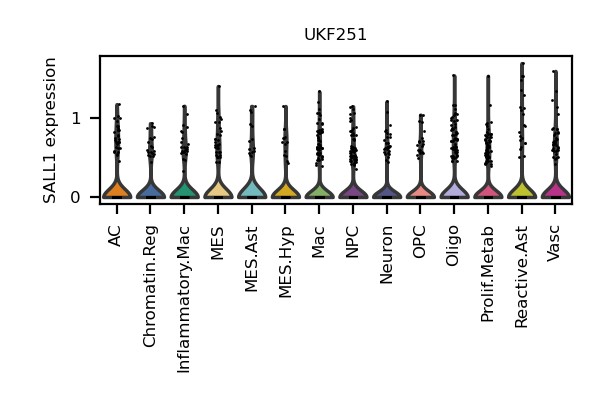 UKF251
SALL1 expression
1
0
AC
Chromatin.Reg
Inflammatory.Mac
MES
MES.Ast
MES.Hyp
Mac
NPC
Neuron
OPC
Oligo
Prolif.Metab
Reactive.Ast
Vasc